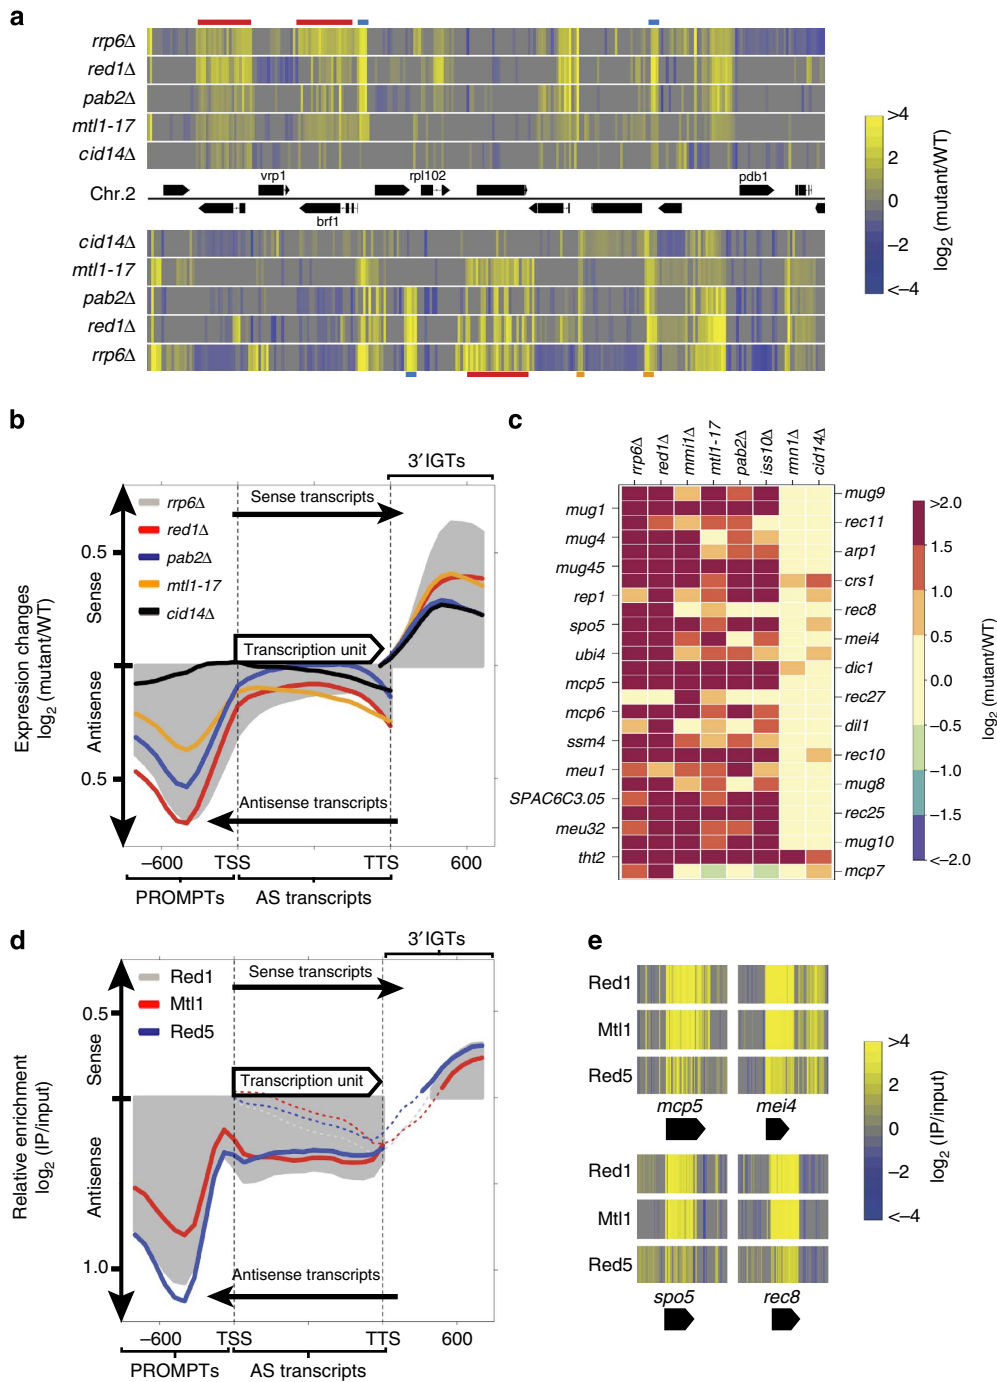 a
rrp6Δ
red1Δ
pab2Δ
mtl1-17
cid14Δ
vrp1
rpl102
pdb1
Chr.2
brf1
cid14Δ
mtl1-17
pab2Δ
red1Δ
rrp6Δ
>4
2
0
−2
<−4
log2 (mutant/WT)
b
3′ IGTs
Sense transcripts
rrp6Δ
red1Δ
pab2Δ
mtl1-17
cid14Δ
Transcription unit
Antisense transcripts
0.5
0.5
Sense
Antisense
Expression changes
log2 (mutant/WT)
−600
TSS
TTS
600
PROMPTs
AS transcripts
c
rrp6Δ
red1Δ
mmi1Δ
mtl1-17
pab2Δ
iss10Δ
rmn1Δ
cid14Δ
mug9
mug1
rec11
mug4
arp1
mug45
crs1
rep1
rec8
spo5
mei4
ubi4
dic1
mcp5
rec27
mcp6
dil1
ssm4
rec10
meu1
mug8
SPAC6C3.05
rec25
meu32
mug10
tht2
mcp7
>2.0
1.5
1.0
0.5
0.0
−0.5
−1.0
−1.5
<−2.0
log2 (mutant/WT)
d
3′ IGTs
Sense transcripts
Red1
Mtl1
Red5
Transcription unit
Antisense transcripts
0.5
1.0
Sense
Antisense
Relative enrichment
log2 (IP/input)
−600
TSS
TTS
600
PROMPTs
AS transcripts
e
Red1
Mtl1
Red5
mcp5
mei4
Red1
Mtl1
Red5
spo5
rec8
>4
2
0
−2
<−4
log2 (IP/input)